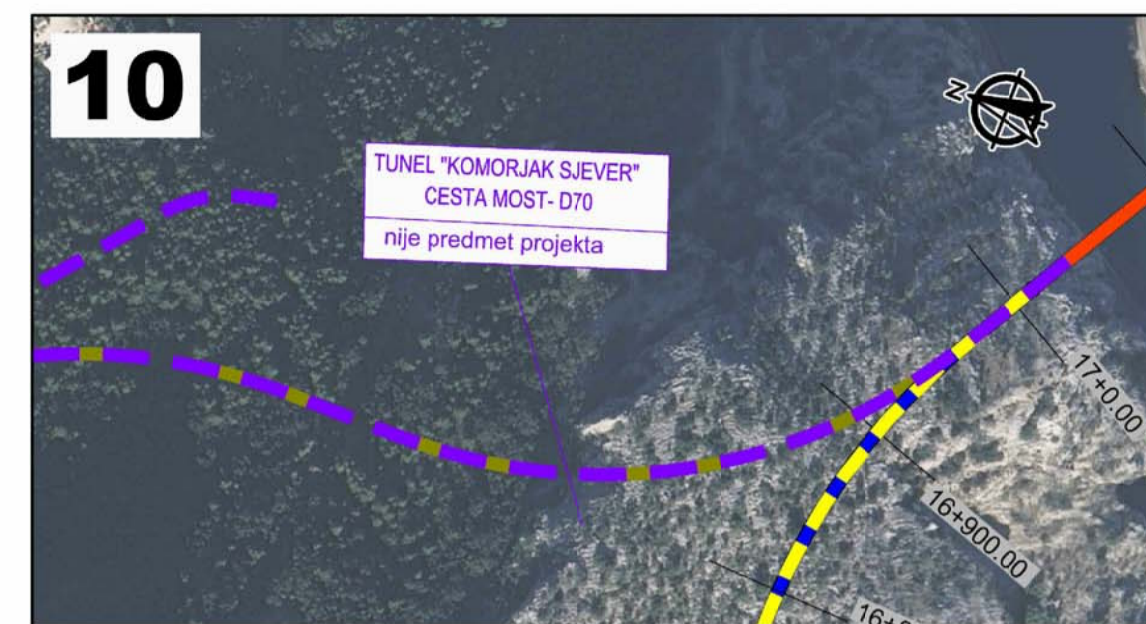 10
N
TUNEL "KOMORJAK SJEVER"
CESTA MOST- D70
nije predmet projekta
17+0.00
16+900.00